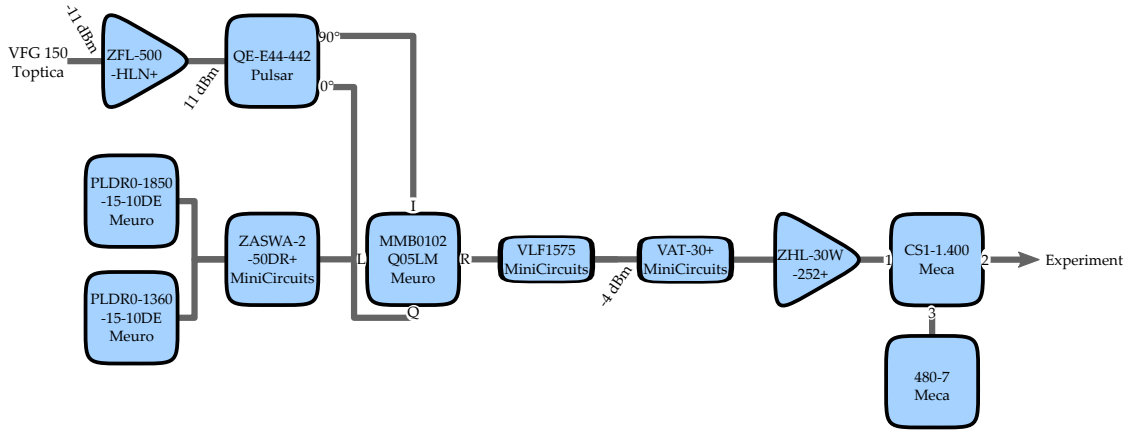 -11 dBm
VFG 150
Toptica
ZFL-500
-HLN+
11 dBm
QE-E44-442
Pulsar
90°
0°
PLDR0-1850
-15-10DE
Meuro
PLDR0-1360
-15-10DE
Meuro
ZASWA-2
-50DR+
MiniCircuits
L
I
MMB0102
Q05LM
Meuro
R
Q
VLF1575
MiniCircuits
-4 dBm
VAT-30+
MiniCircuits
ZHL-30W
-252+
1
CS1-1.400
Meca
2
3
Experiment
480-7
Meca